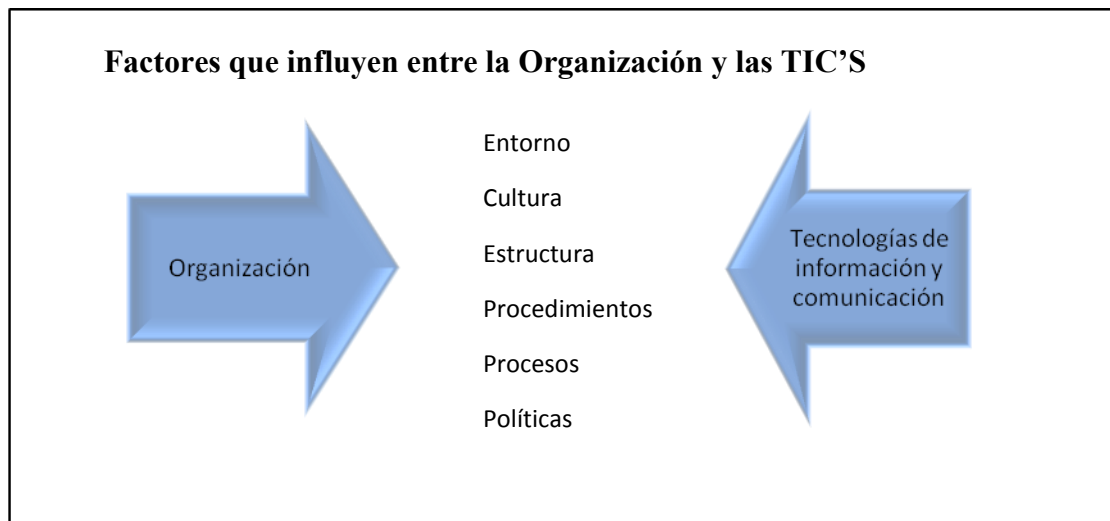 Factores que influyen entre la Organización y las TIC’S
Entorno
Cultura
Estructura
Procedimientos
Procesos
Políticas
Organización
Tecnologías de
información y
comunicación